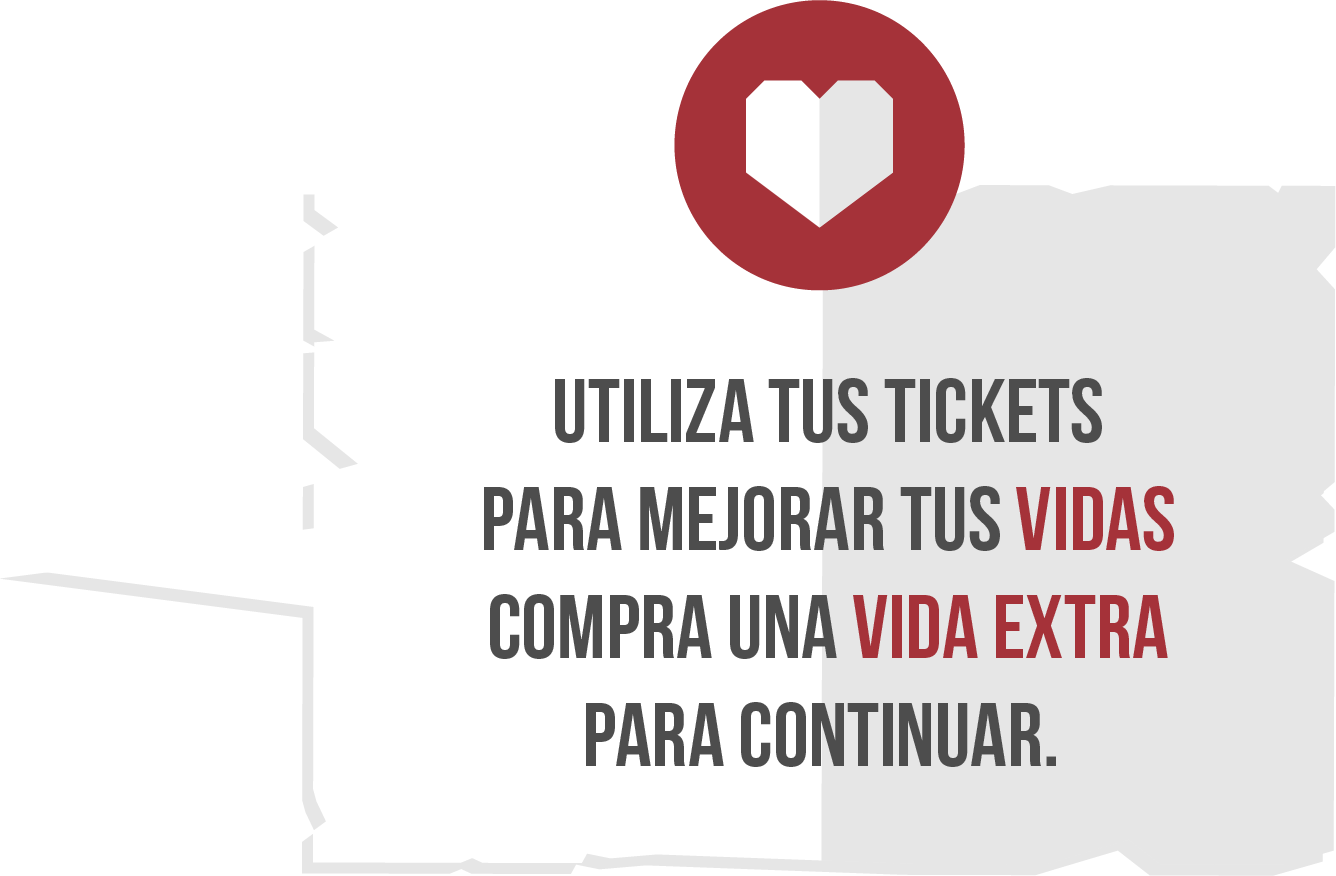 UTILIZA TUS TICKETS
PARA MEJORAR TUS VIDAS
COMPRA UNA VIDA EXTRA
PARA CONTINUAR.